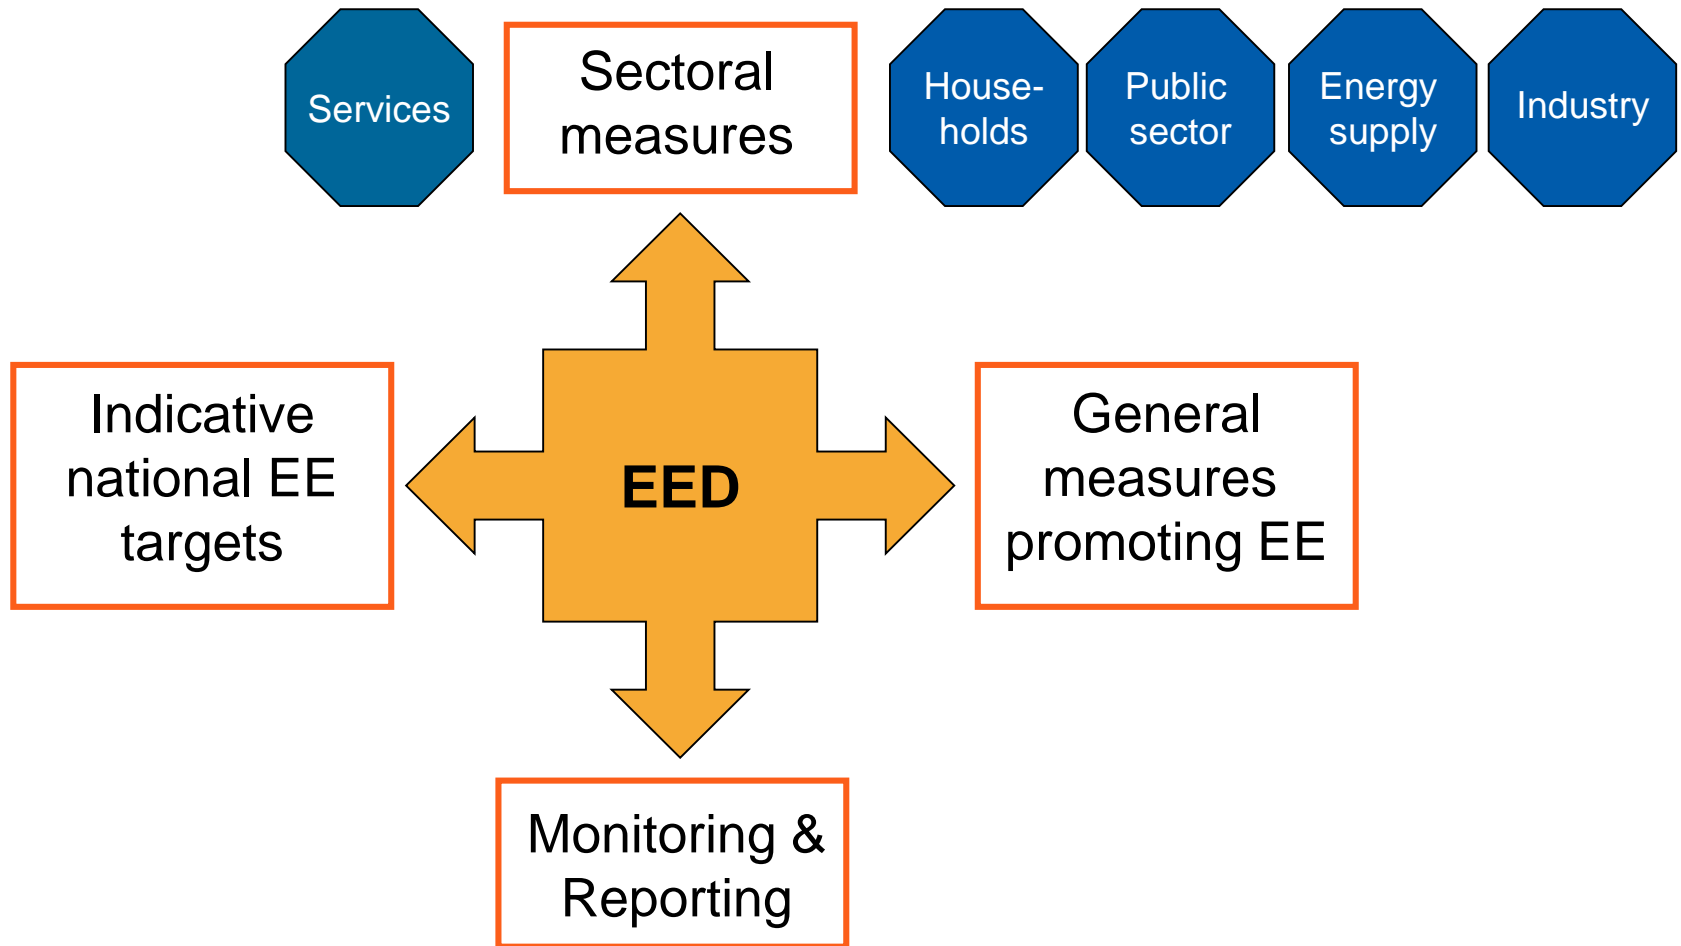 Services
Sectoral
measures
House-
holds
Public
sector
Energy
supply
Industry
Indicative
national EE
targets
EED
General
measures
promoting EE
Monitoring &
Reporting